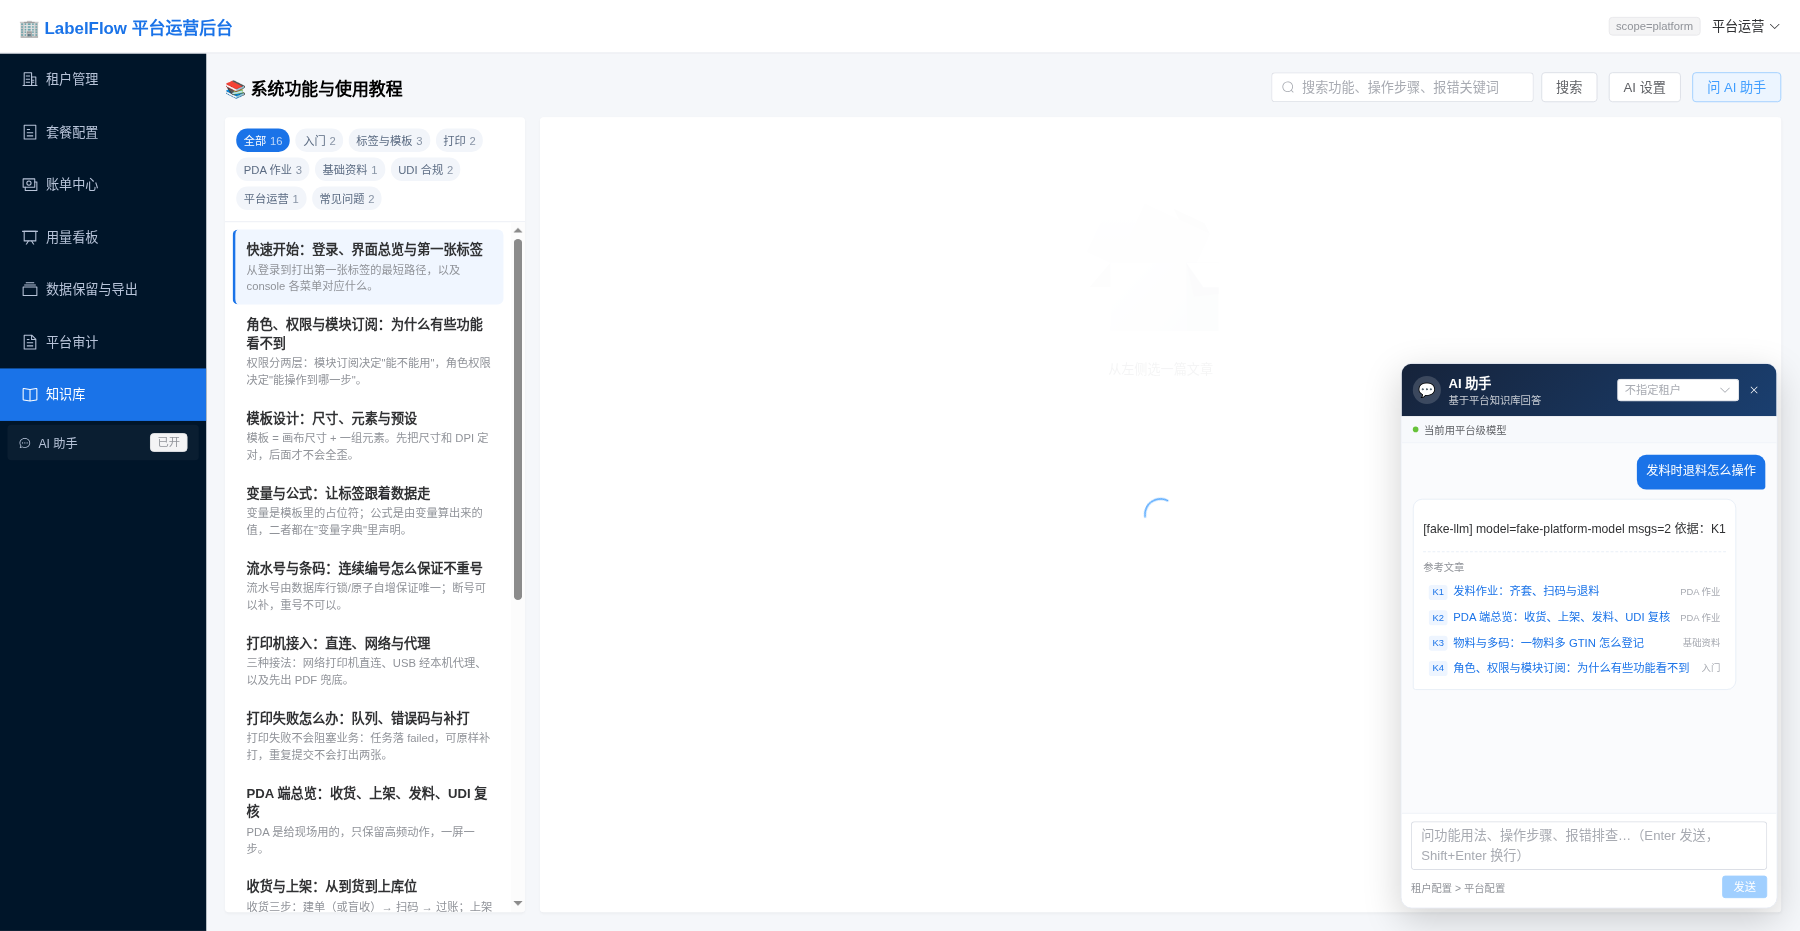 LabelFlow 平台运营后台
scope=platform
平台运营
租户管理
套餐配置
账单中心
用量看板
数据保留与导出
平台审计
知识库
AI 助手
已开
系统功能与使用教程
搜索功能、操作步骤、报错关键词
搜索
AI 设置
问 AI 助手
全部 16
入门 2
标签与模板 3
打印 2
PDA 作业 3
基础资料 1
UDI 合规 2
平台运营 1
常见问题 2
快速开始：登录、界面总览与第一张标签
从登录到打出第一张标签的最短路径，以及
console 各菜单对应什么。
角色、权限与模块订阅：为什么有些功能
看不到
权限分两层：模块订阅决定"能不能用"，角色权限
决定"能操作到哪一步"。
模板设计：尺寸、元素与预设
模板 = 画布尺寸 + 一组元素。先把尺寸和 DPI 定
对，后面才不会全歪。
变量与公式：让标签跟着数据走
变量是模板里的占位符；公式是由变量算出来的
值，二者都在"变量字典"里声明。
流水号与条码：连续编号怎么保证不重号
流水号由数据库行锁/原子自增保证唯一；断号可
以补，重号不可以。
打印机接入：直连、网络与代理
三种接法：网络打印机直连、USB 经本机代理、
以及先出 PDF 兜底。
打印失败怎么办：队列、错误码与补打
打印失败不会阻塞业务：任务落 failed，可原样补
打，重复提交不会打出两张。
PDA 端总览：收货、上架、发料、UDI 复
核
PDA 是给现场用的，只保留高频动作，一屏一
步。
收货与上架：从到货到上库位
收货三步：建单（或盲收）→ 扫码 → 过账；上架
从左侧选一篇文章
AI 助手
基于平台知识库回答
不指定租户
×
当前用平台级模型
发料时退料怎么操作
[fake-llm] model=fake-platform-model msgs=2 依据：K1
参考文章
K1 发料作业：齐套、扫码与退料 PDA 作业
K2 PDA 端总览：收货、上架、发料、UDI 复核 PDA 作业
K3 物料与多码：一物料多 GTIN 怎么登记 基础资料
K4 角色、权限与模块订阅：为什么有些功能看不到 入门
问功能用法、操作步骤、报错排查…（Enter 发送，
Shift+Enter 换行）
租户配置 > 平台配置
发送